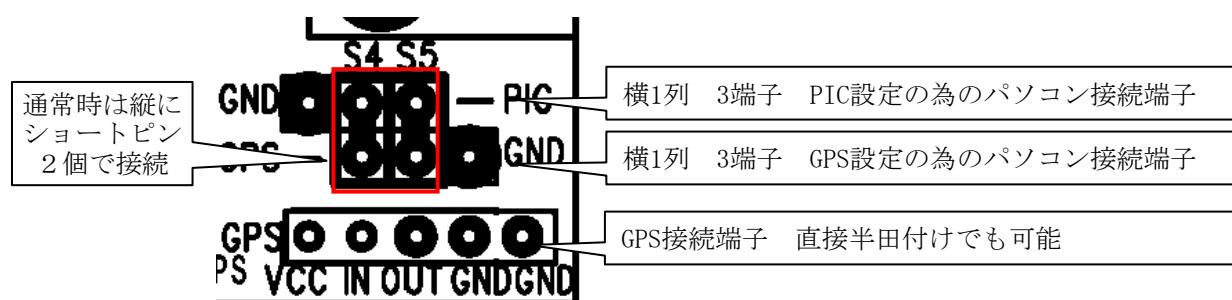 S4 S5
GND
PIC
GPS
GND
GPS
PS
VCC IN OUT GND GND
通常時は縦に
ショートピン
２個で接続
横1列　3端子　PIC設定の為のパソコン接続端子
横1列　3端子　GPS設定の為のパソコン接続端子
GPS接続端子　直接半田付けでも可能